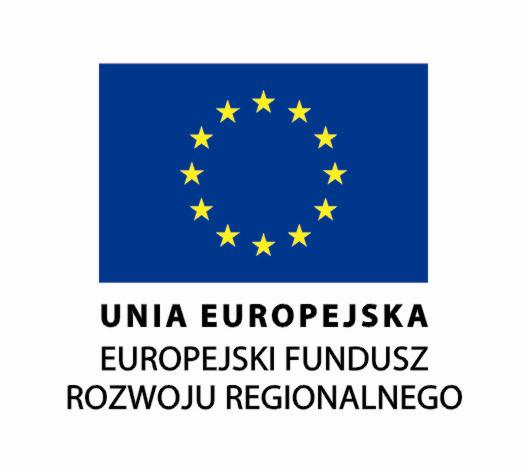 UNIA EUROPEJSKA
EUROPEJSKI FUNDUSZ
ROZWOJU REGIONALNEGO